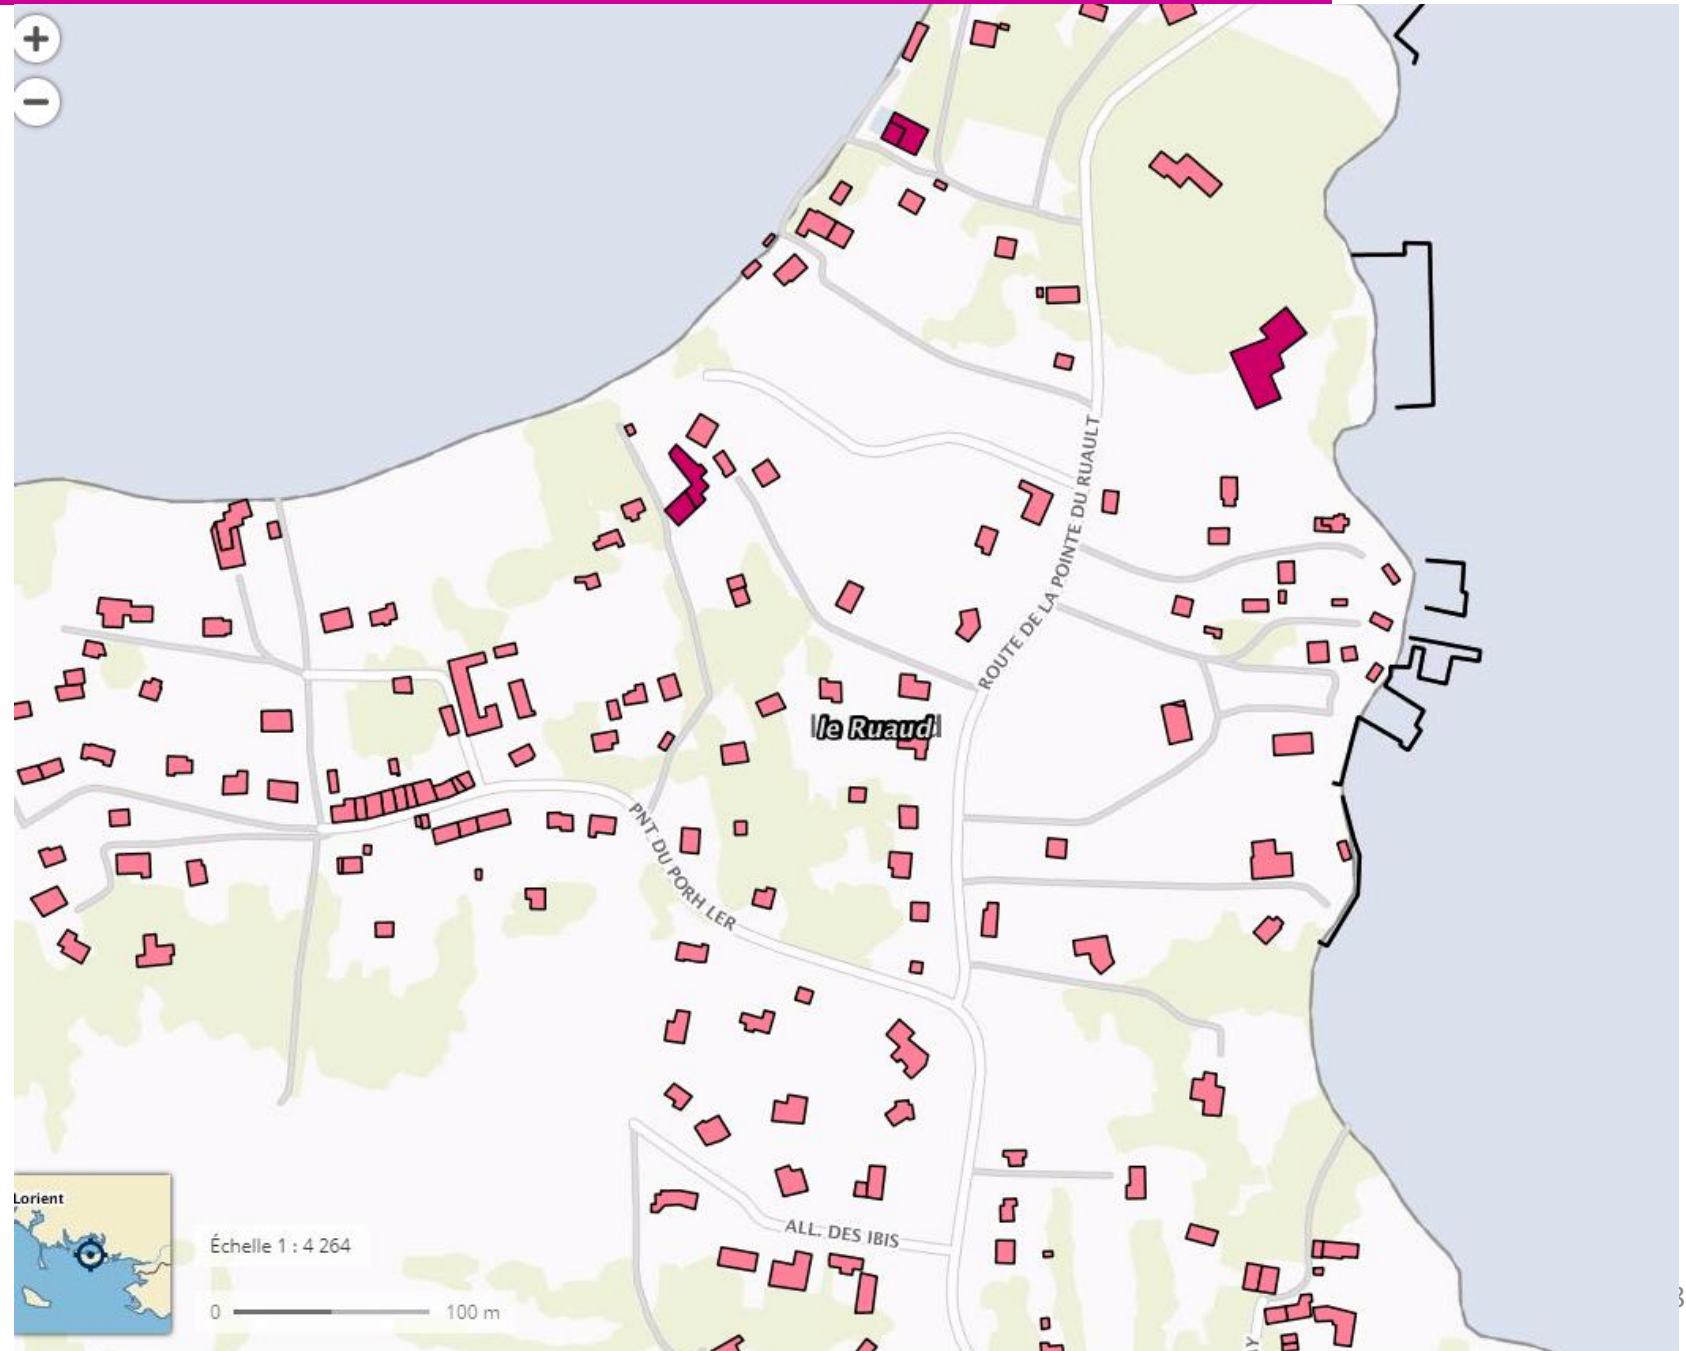 +
−
ROUTE DE LA POINTE DU RUAULT
le Ruaud
PNT DU PORH LER
ALL. DES IBIS
Lorient
Échelle 1 : 4 264
0
100 m